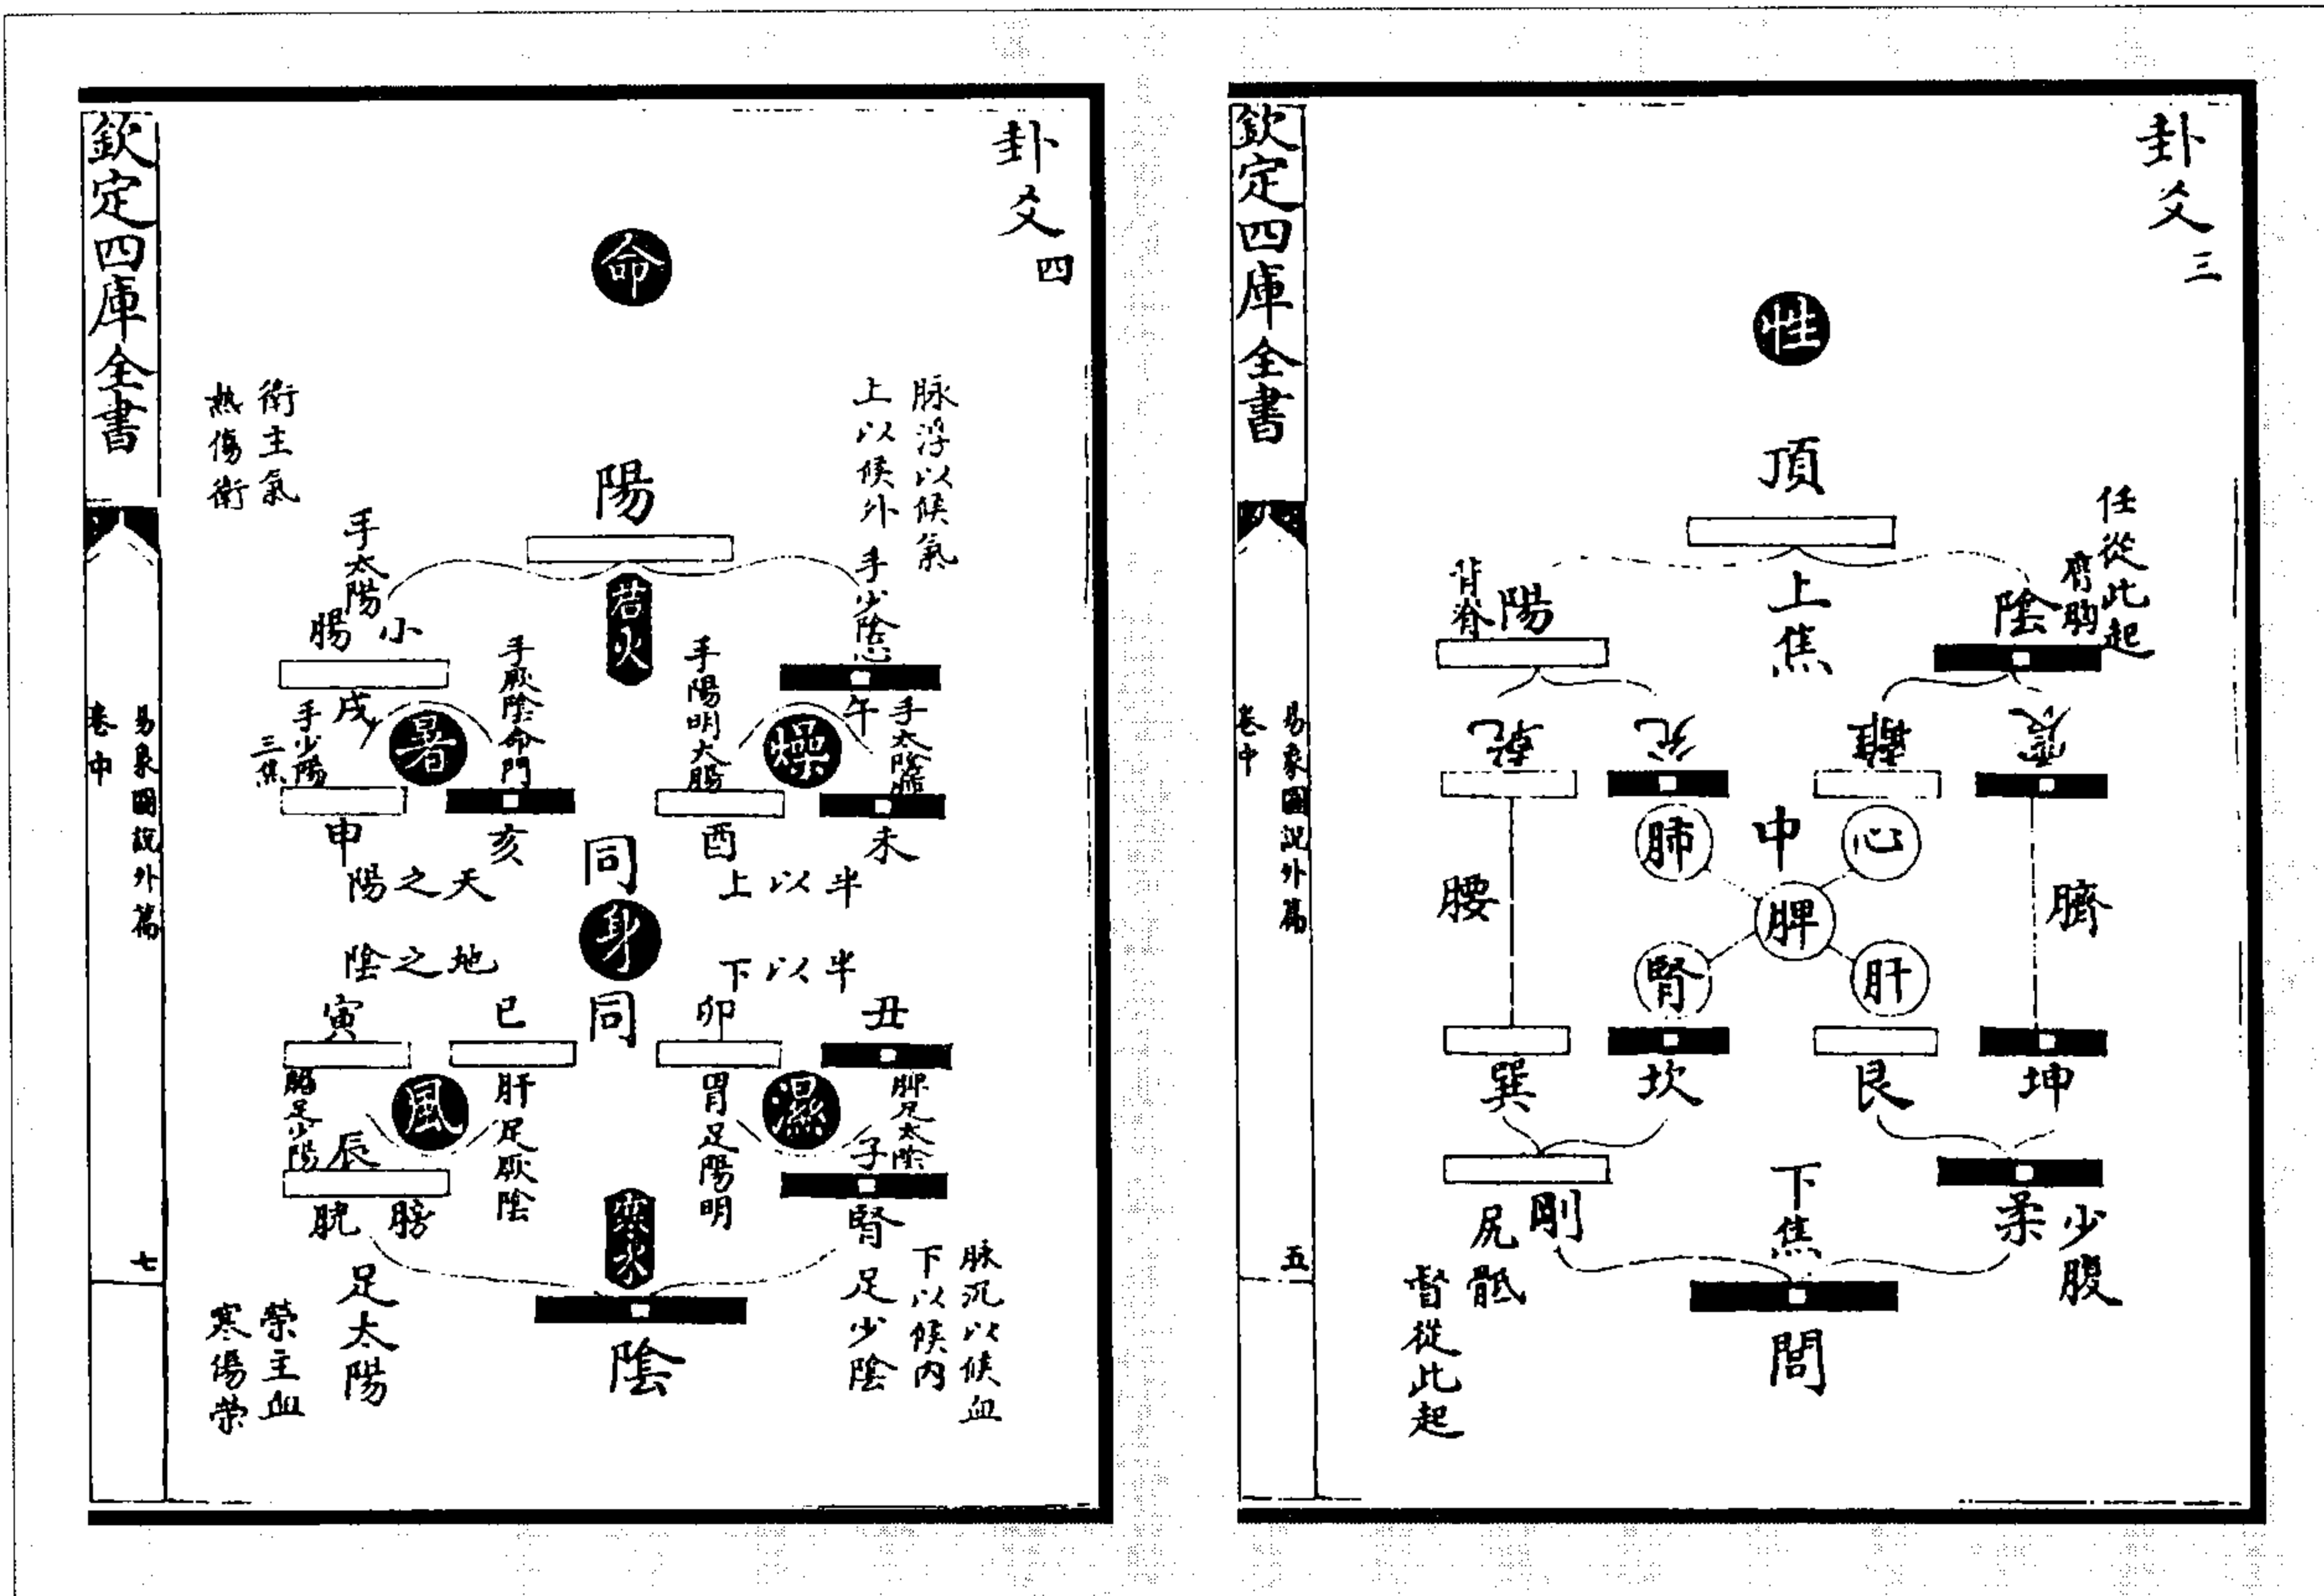 卦爻三
性
頂
任從此起
膺胸
陰
上焦
陽
背脊
離
兌
乾
心
中
肺
脾
肝
腎
臍
腰
坤
艮
坎
巽
柔
少腹
下焦
剛
尻骶
督從此起
間
欽定四庫全書
易象圖說外篇
卷中
五
卦爻四
命
脉浮以候氣
上以候外
陽
衛主氣
熱傷衛
手少陰心
午
手太陰肺
未
燥
手陽明大腸
酉
君火
手太陽
小腸
戌
暑
手厥陰命門
亥
手少陽
三焦
申
半以上
同
天之陽
身
半以下
同
地之陰
丑
脾足太陰
濕
卯
胃足陽明
子
腎
足少陰
寒水
巳
肝足厥陰
風
寅
膽足少陽
辰
膀胱
足太陽
陰
脉沉以候血
下以候內
榮主血
寒傷榮
欽定四庫全書
易象圖說外篇
卷中
七